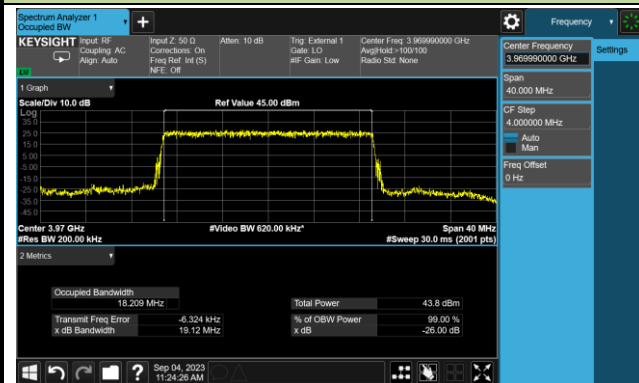 Spectrum Analyzer 1
Occupied BW
Frequency
KEYSIGHT
Input: RF
Coupling: AC
Align: Auto
Input Z: 50 Ω
Corrections: On
Freq Ref: Int (S)
NFE: Off
Atten: 10 dB
Trig: External 1
Gate: LO
#IF Gain: Low
Center Freq: 3.969990000 GHz
Avg|Hold:>100/100
Radio Std: None
Center Frequency
3.969990000 GHz
Settings
Span
40.000 MHz
CF Step
4.000000 MHz
Auto
Man
Freq Offset
0 Hz
1 Graph
Scale/Div 10.0 dB
Ref Value 45.00 dBm
Log
35.0
25.0
15.0
5.00
-5.00
-15.0
-25.0
-35.0
-45.0
Center 3.97 GHz
#Video BW 620.00 kHz*
Span 40 MHz
#Res BW 200.00 kHz
#Sweep 30.0 ms (2001 pts)
2 Metrics
Occupied Bandwidth
18.209 MHz
Total Power
43.8 dBm
Transmit Freq Error
-6.324 kHz
% of OBW Power
99.00 %
x dB Bandwidth
19.12 MHz
x dB
-26.00 dB
Sep 04, 2023
11:24:26 AM